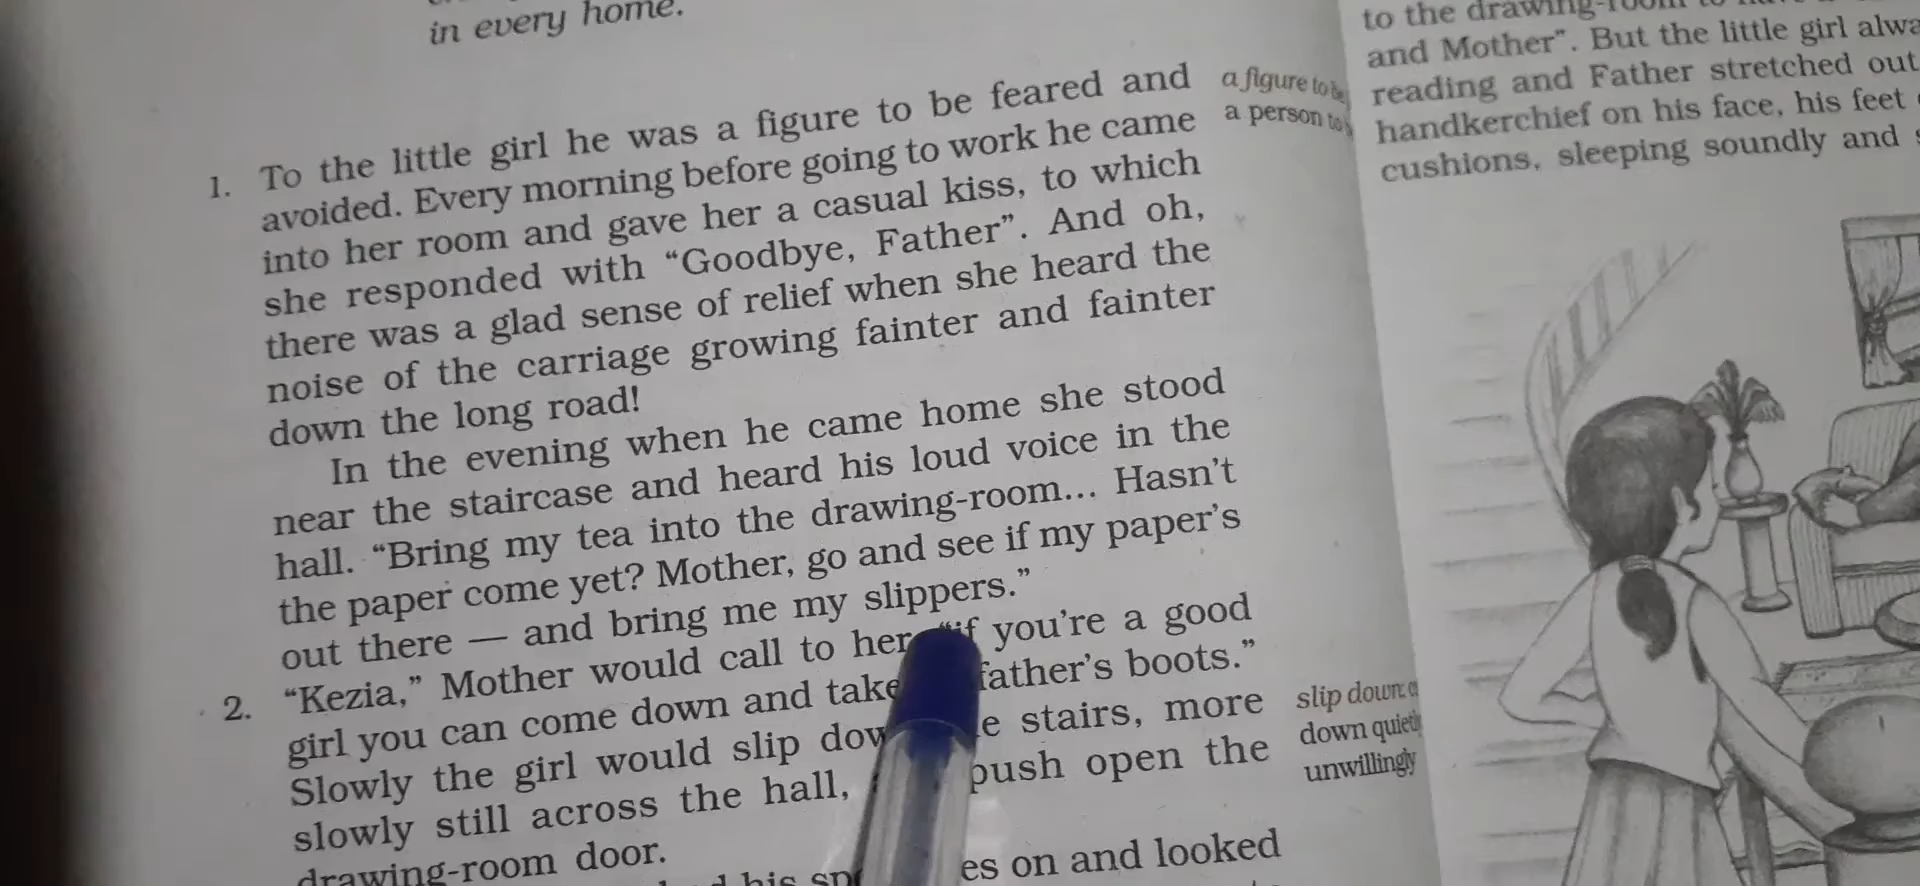 in every home.
1. To the little girl he was a figure to be feared and
avoided. Every morning before going to work he came
into her room and gave her a casual kiss, to which
she responded with “Goodbye, Father”. And oh,
there was a glad sense of relief when she heard the
noise of the carriage growing fainter and fainter
down the long road!
In the evening when he came home she stood
near the staircase and heard his loud voice in the
hall. “Bring my tea into the drawing-room... Hasn’t
the paper come yet? Mother, go and see if my paper’s
out there — and bring me my slippers.”
2. “Kezia,” Mother would call to her “if you’re a good
girl you can come down and take father’s boots.”
Slowly the girl would slip stairs, more
slowly still across the hall, push open the
drawing-room door.
his on and looked
a figure to be
a person to
slip down
down quietly
unwillingly
to the drawing-room to
and Mother”. But the little girl
reading and Father stretched out
handkerchief on his face, his feet
cushions, sleeping soundly and